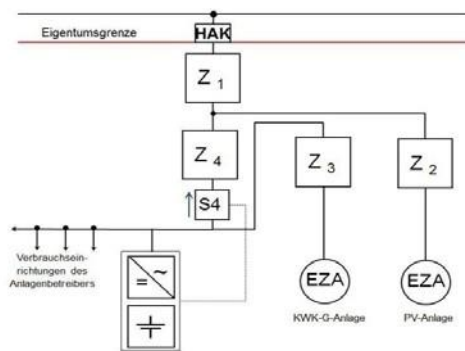 Eigentumsgrenze
HAK
Z 1
Z 4
Z 3
Z 2
S4
Verbrauchsein-
richtungen des
Anlagenbetreibers
= ~
EZA
EZA
KWK-G-Anlage
PV-Anlage